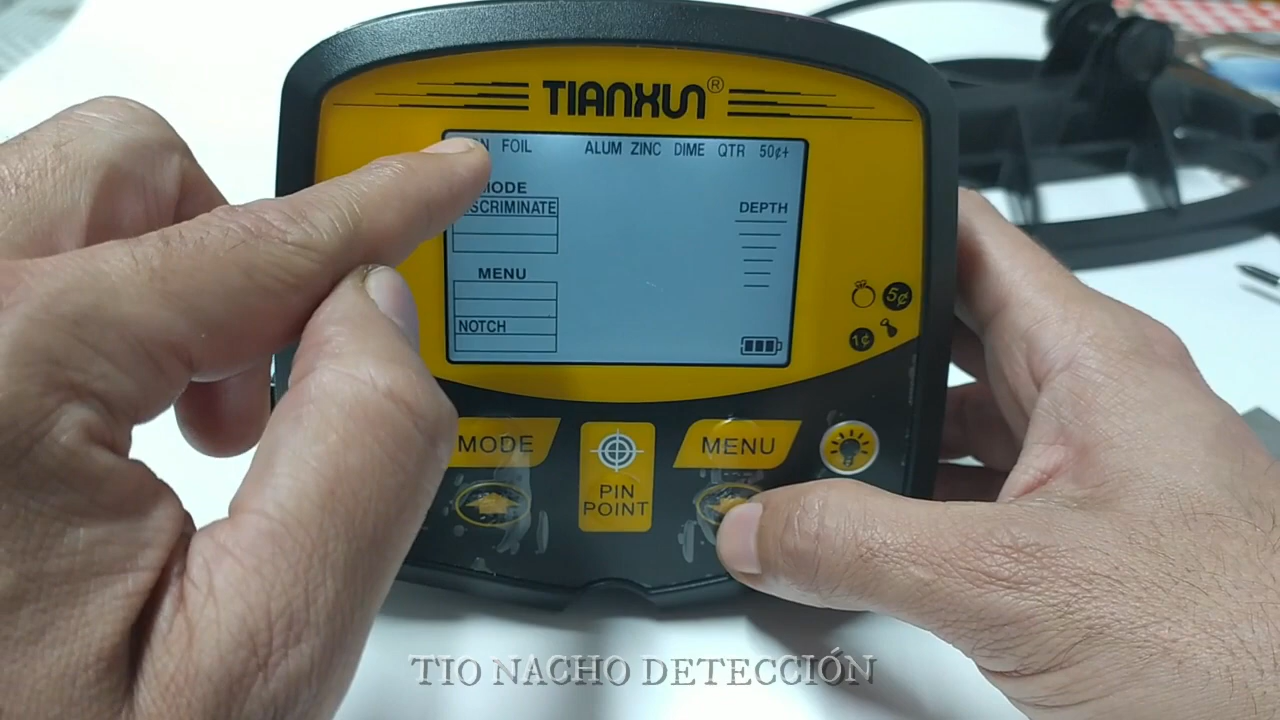 TIANXUN®
FOIL ALUM ZINC DIME QTR 50¢+
MODE
DEPTH
MENU
NOTCH
5¢
1¢
MODE
PIN POINT
MENU
TIO NACHO DETECCIÓN